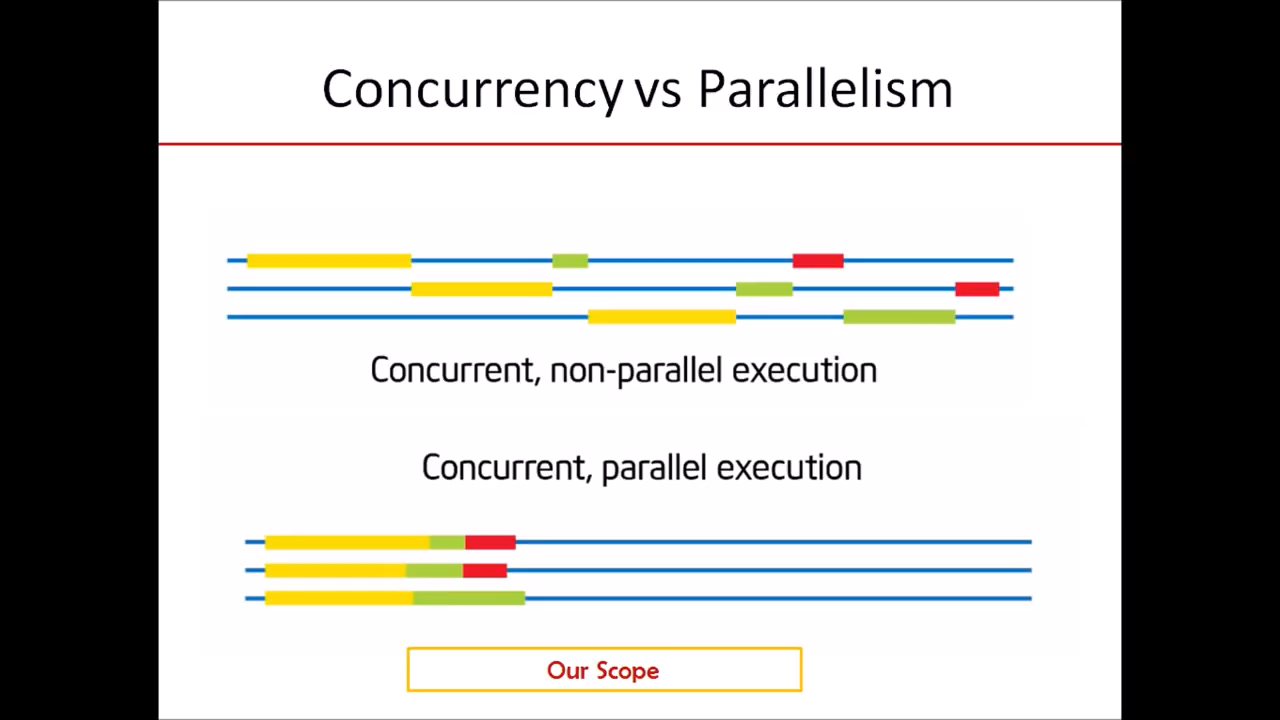 Concurrency vs Parallelism
Concurrent, non-parallel execution
Concurrent, parallel execution
Our Scope